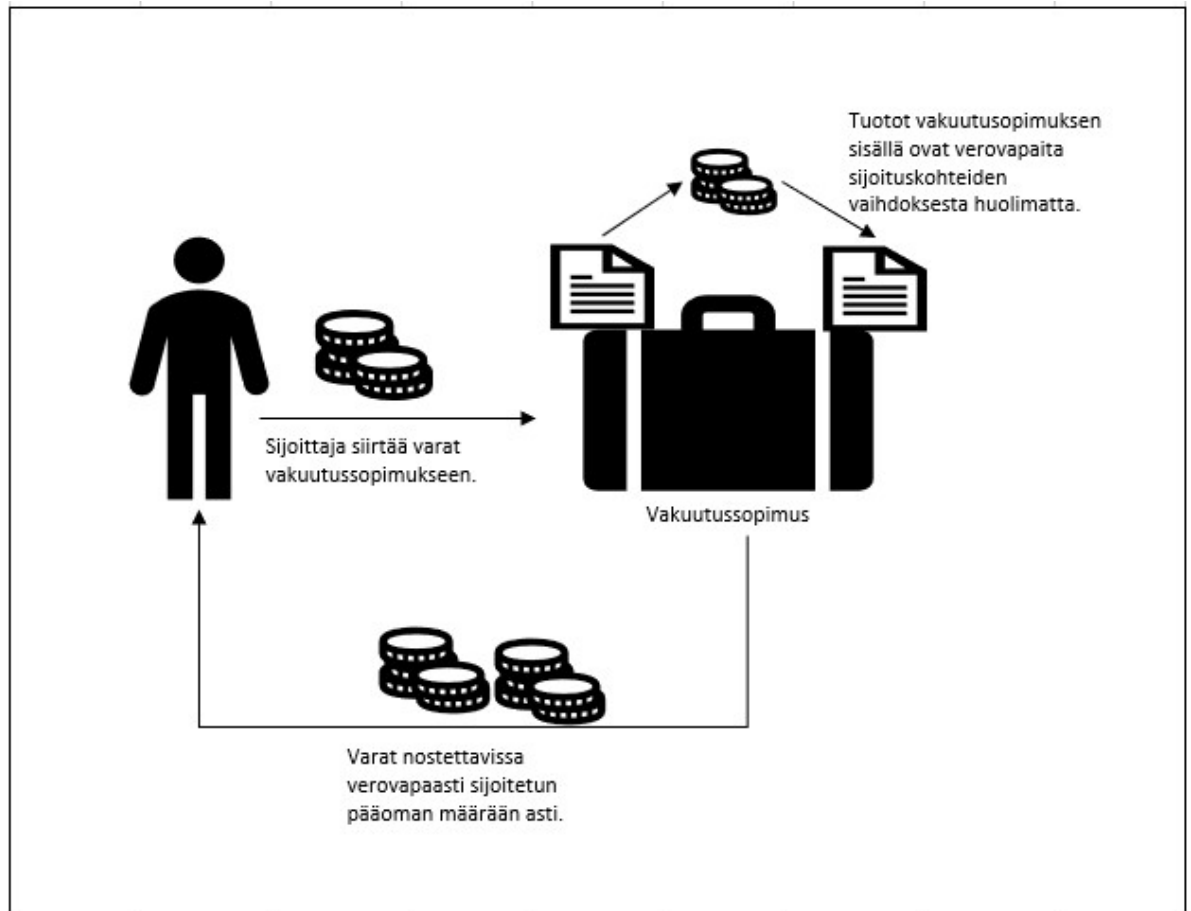 Tuotot vakuutusopimuksen
sisällä ovat verovapaita
sijoituskohteiden
vaihdoksesta huolimatta.
Sijoittaja siirtää varat
vakuutussopimukseen.
Vakuutussopimus
Varat nostettavissa
verovapaasti sijoitetun
pääoman määrään asti.